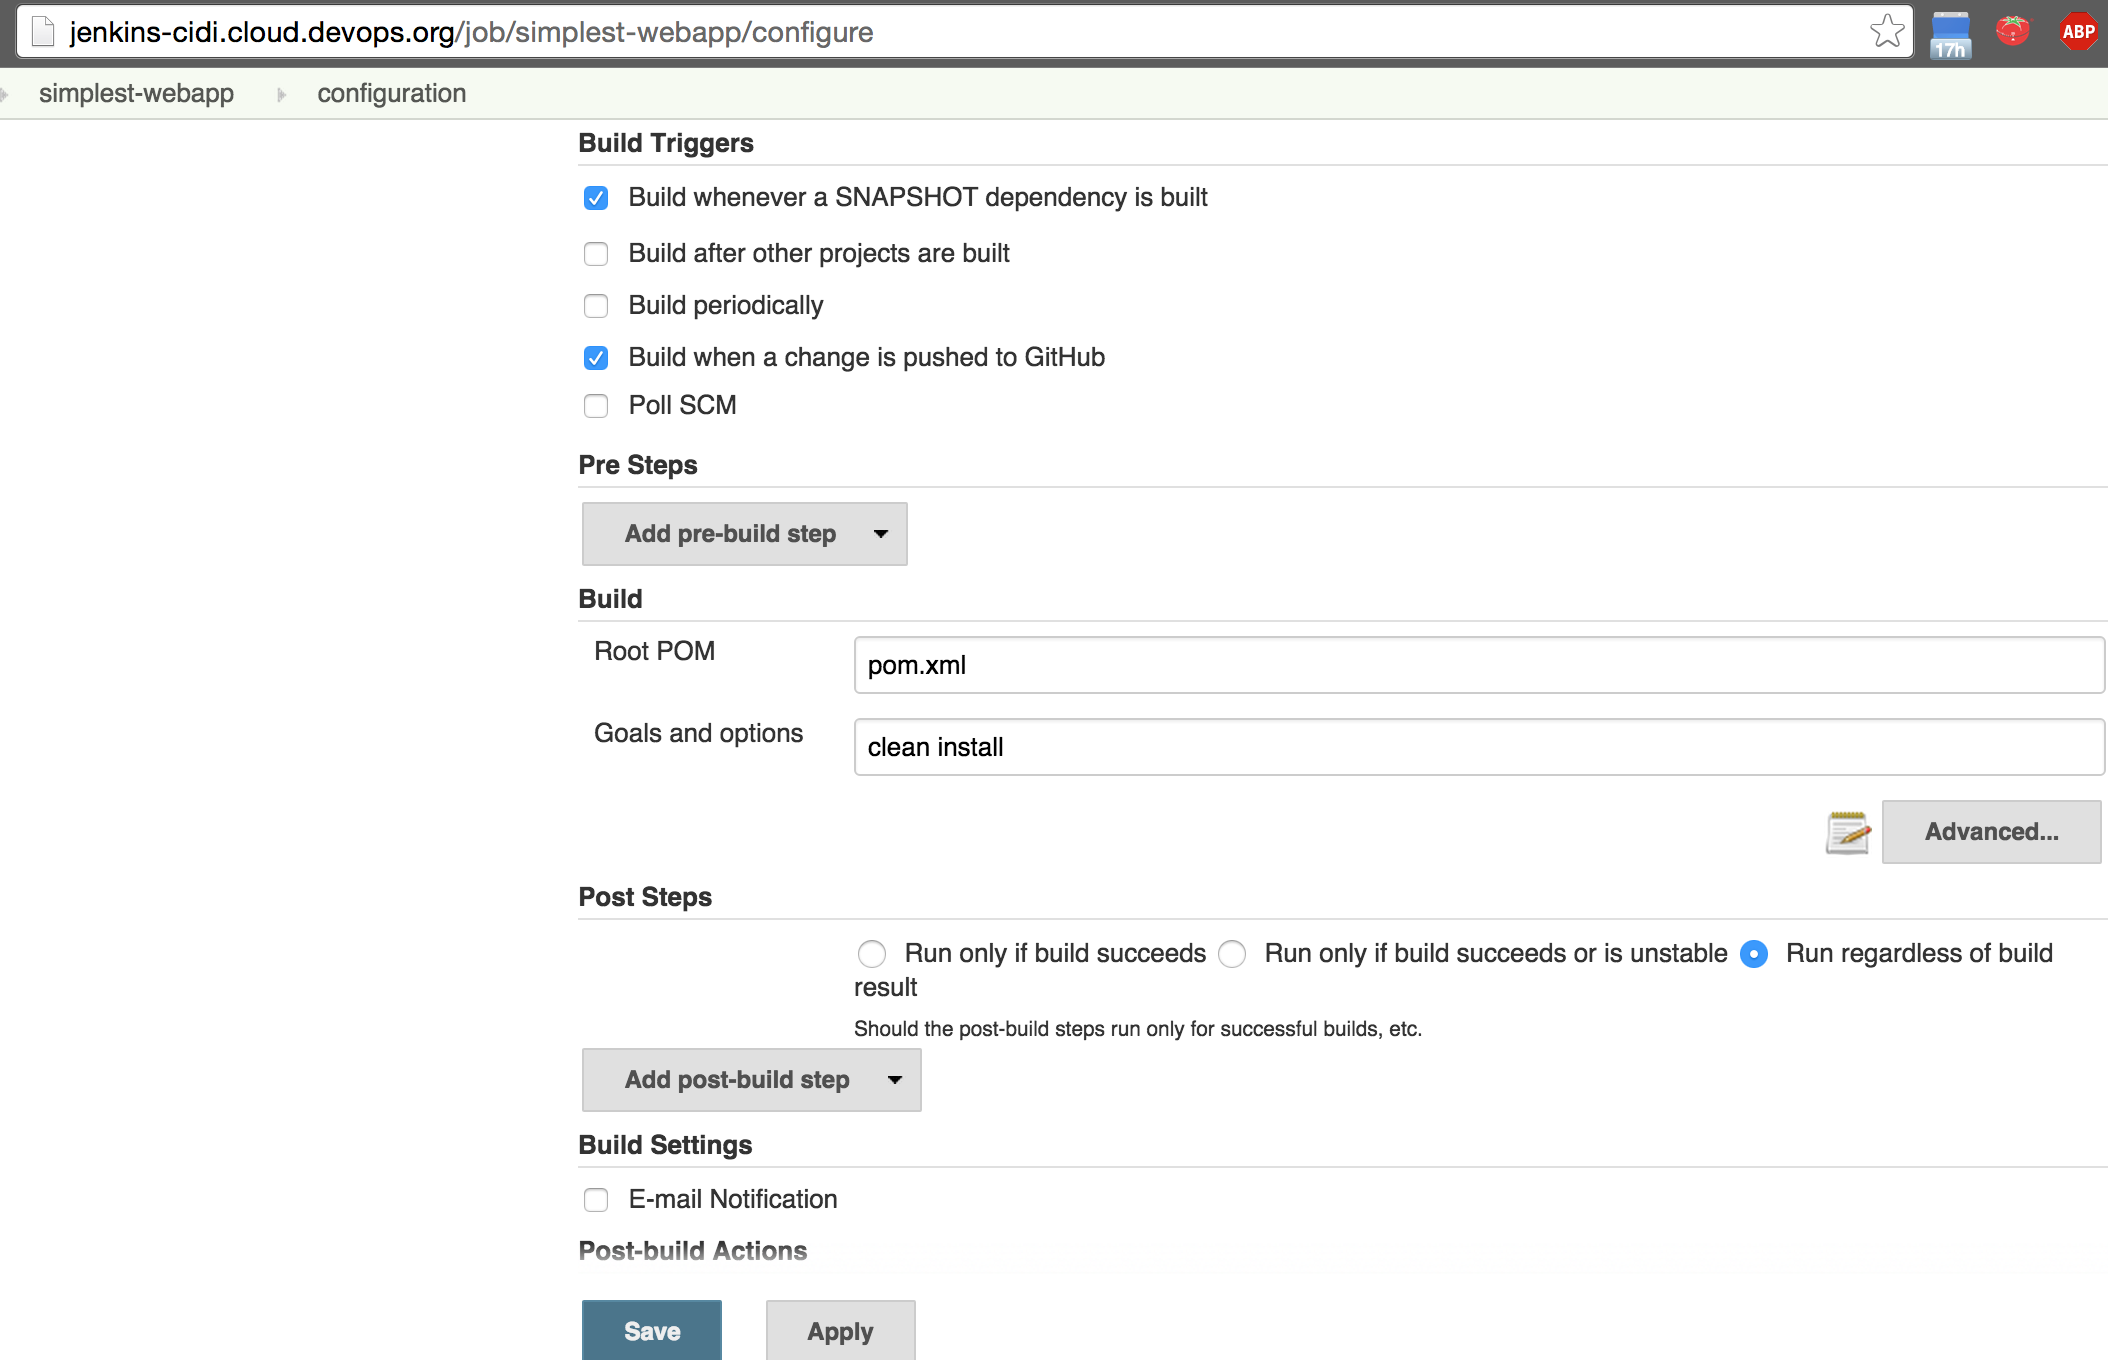 jenkins-cidi.cloud.devops.org/job/simplest-webapp/configure
17h
ABP
simplest-webapp configuration
Build Triggers
Build whenever a SNAPSHOT dependency is built
Build after other projects are built
Build periodically
Build when a change is pushed to GitHub
Poll SCM
Pre Steps
Add pre-build step
Build
Root POM
pom.xml
Goals and options
clean install
Advanced...
Post Steps
Run only if build succeeds Run only if build succeeds or is unstable Run regardless of build
result
Should the post-build steps run only for successful builds, etc.
Add post-build step
Build Settings
E-mail Notification
Post-build Actions
Save Apply